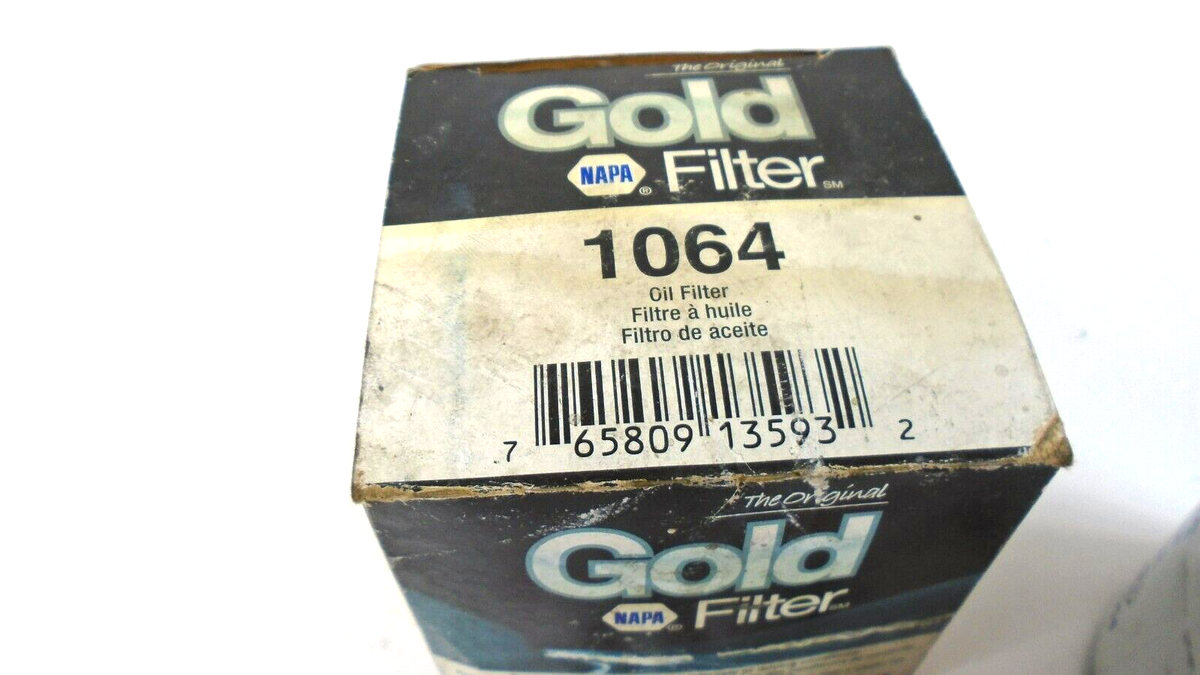 The Original
Gold
NAPA® Filter SM
1064
Oil Filter
Filtre à huile
Filtro de aceite
7 65809 13593 2
The Original
Gold
NAPA® Filter SM